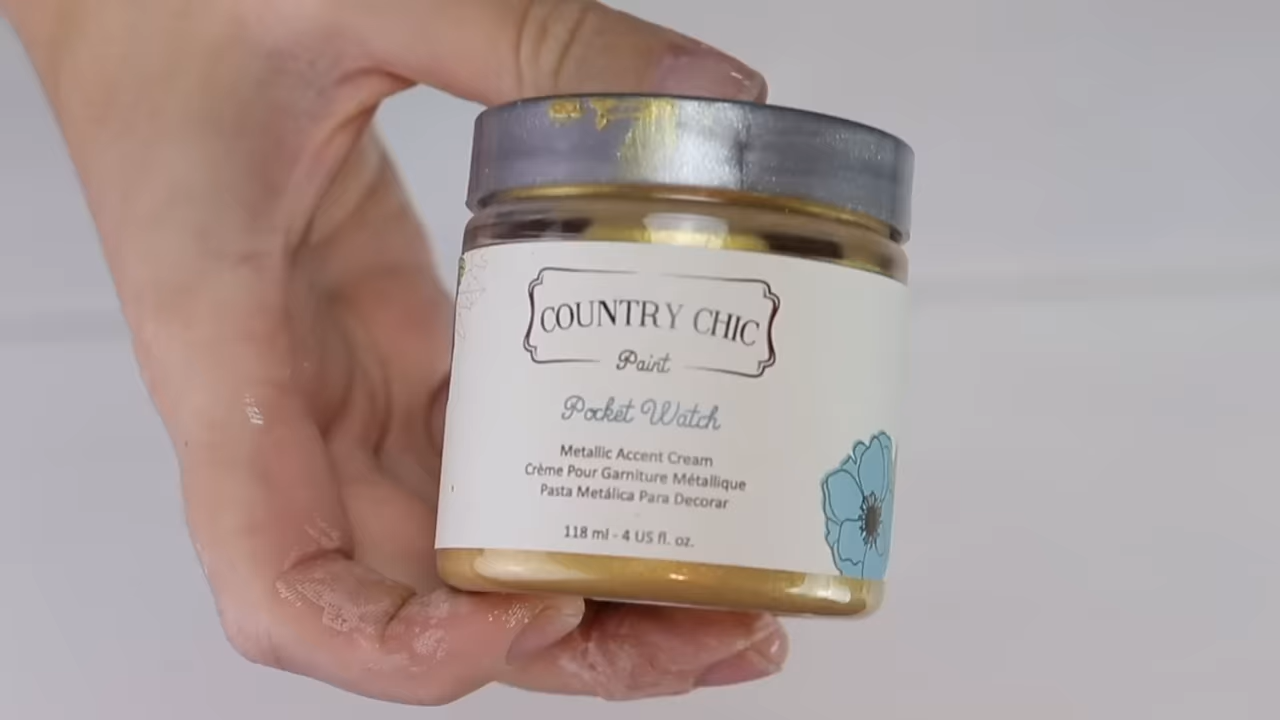 COUNTRY CHIC
Paint
Pocket Watch
Metallic Accent Cream
Crème Pour Garniture Métallique
Pasta Metálica Para Decorar
118 ml - 4 US fl. oz.